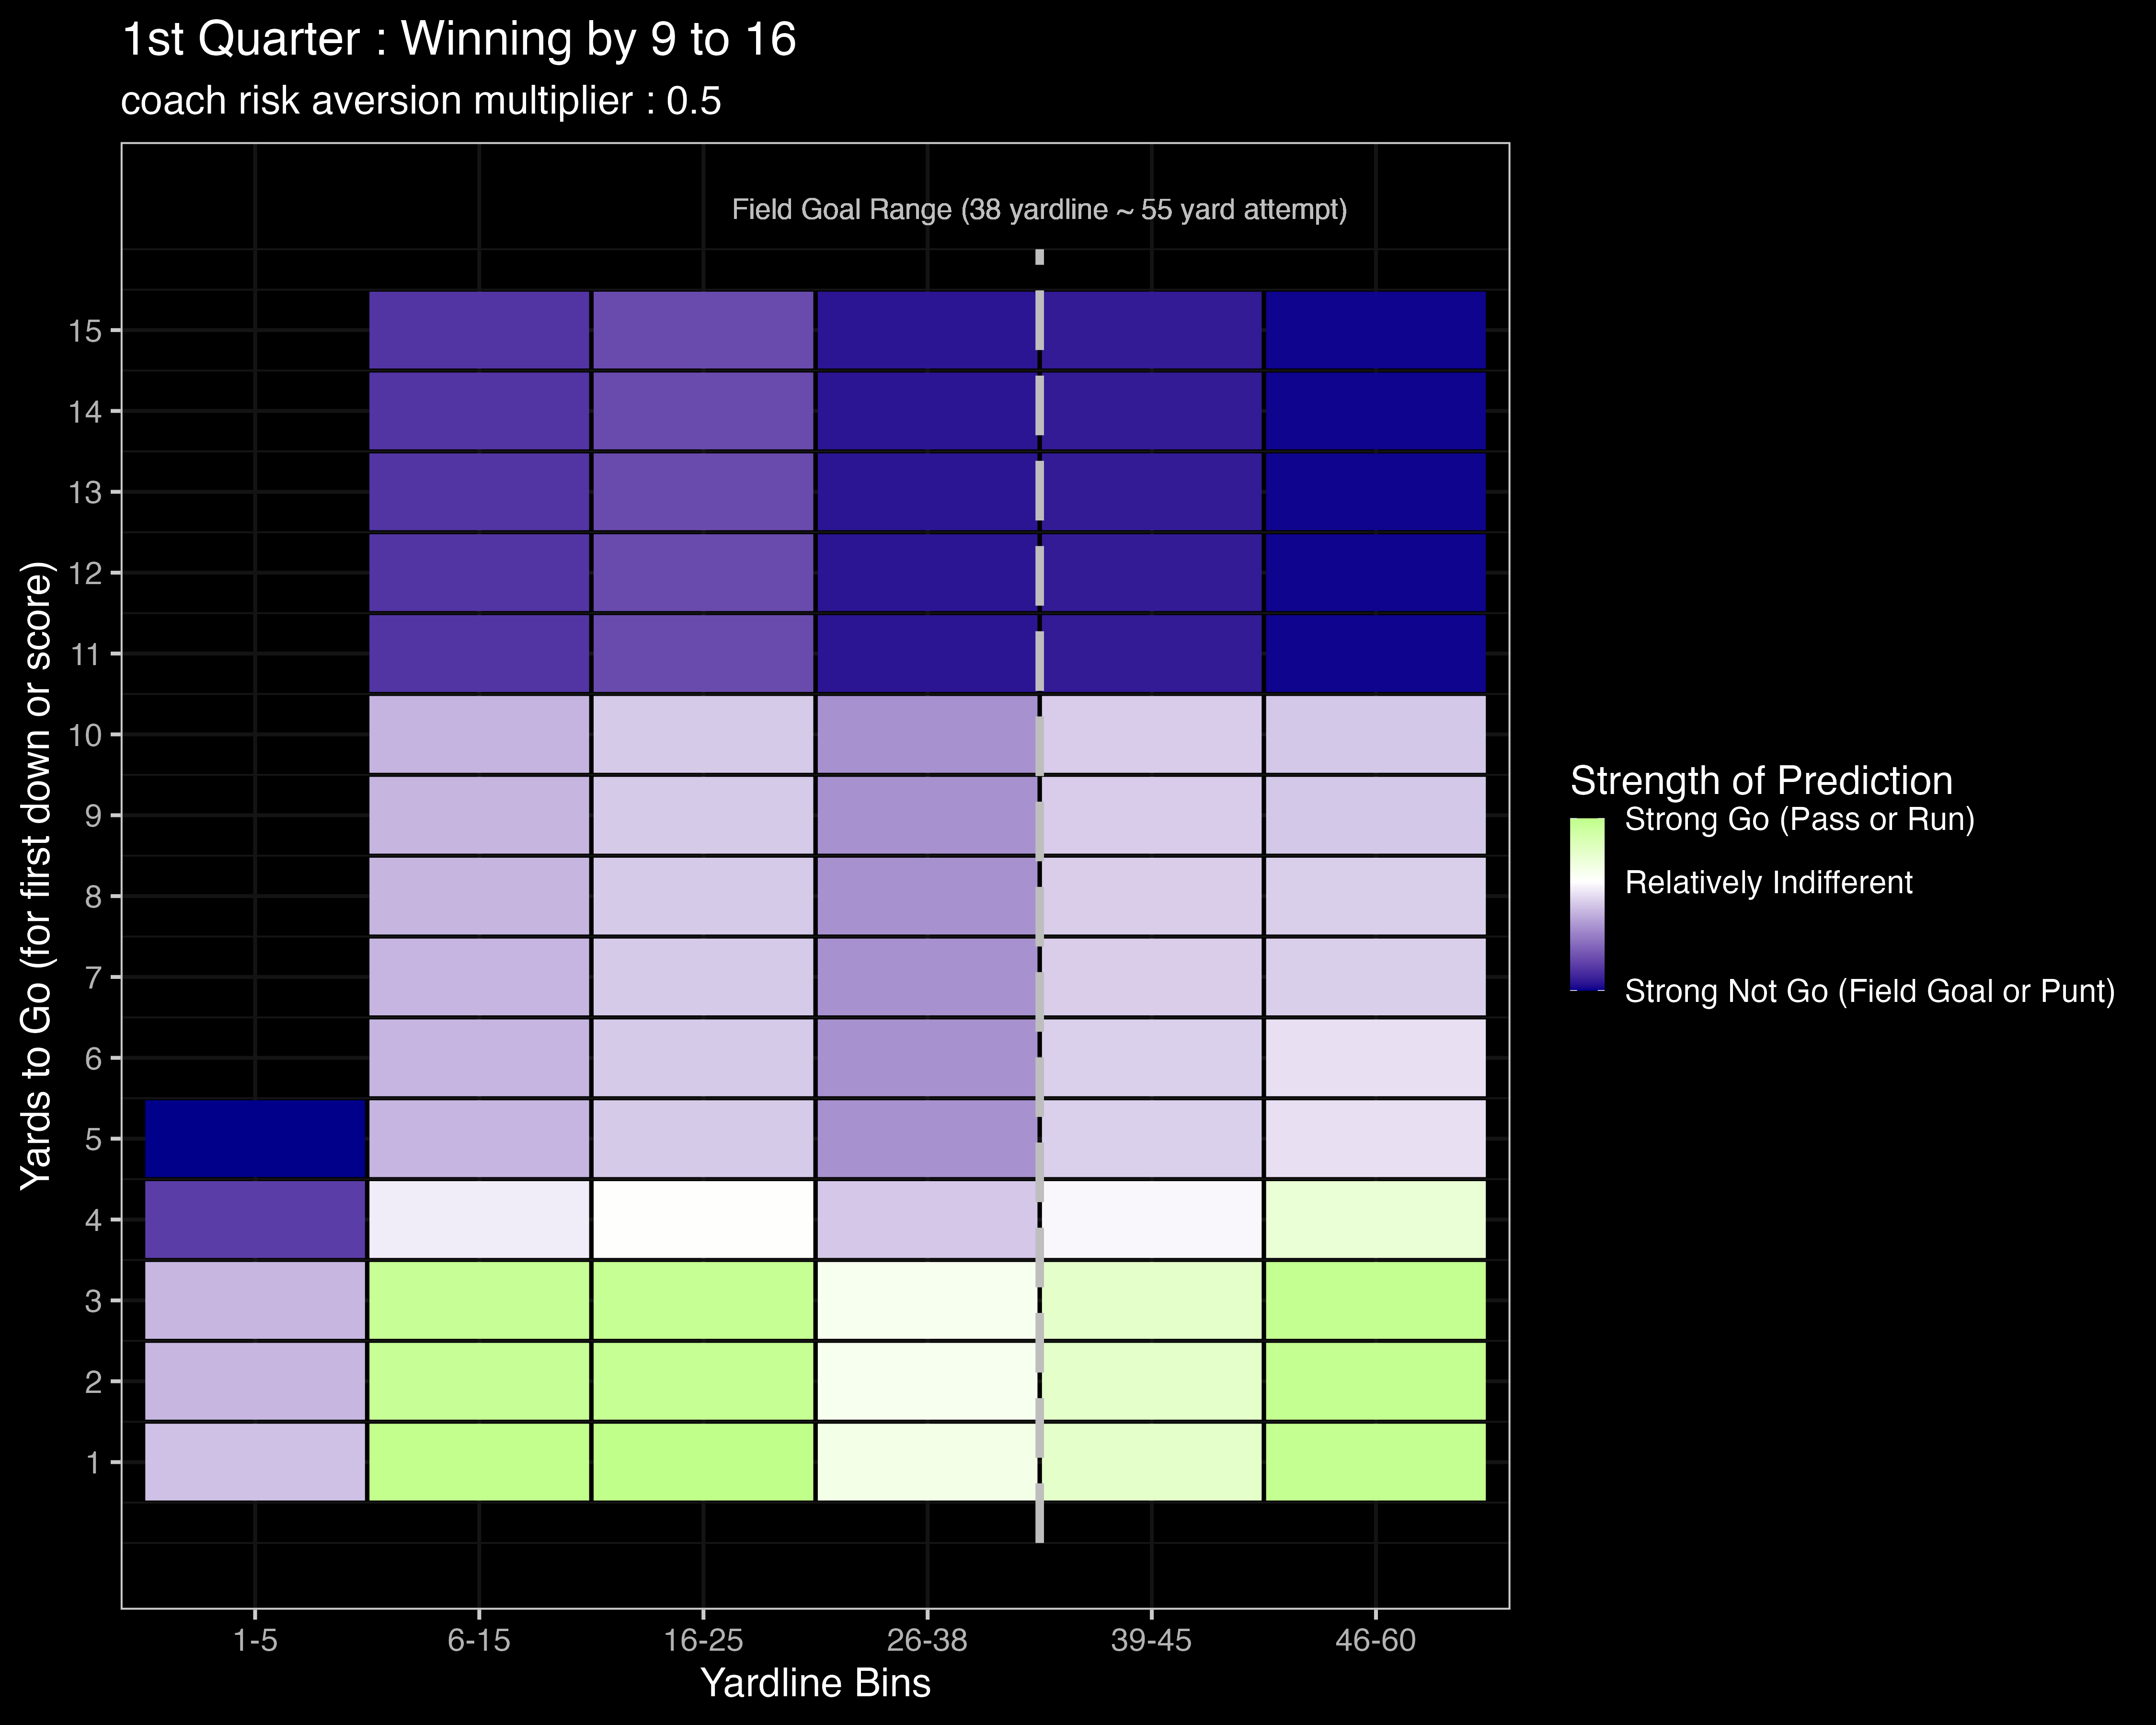 1st Quarter : Winning by 9 to 16
coach risk aversion multiplier : 0.5
Field Goal Range (38 yardline ~ 55 yard attempt)
Yards to Go (for first down or score)
15
14
13
12
11
10
9
8
7
6
5
4
3
2
1
1-5
6-15
16-25
26-38
39-45
46-60
Yardline Bins
Strength of Prediction
Strong Go (Pass or Run)
Relatively Indifferent
Strong Not Go (Field Goal or Punt)